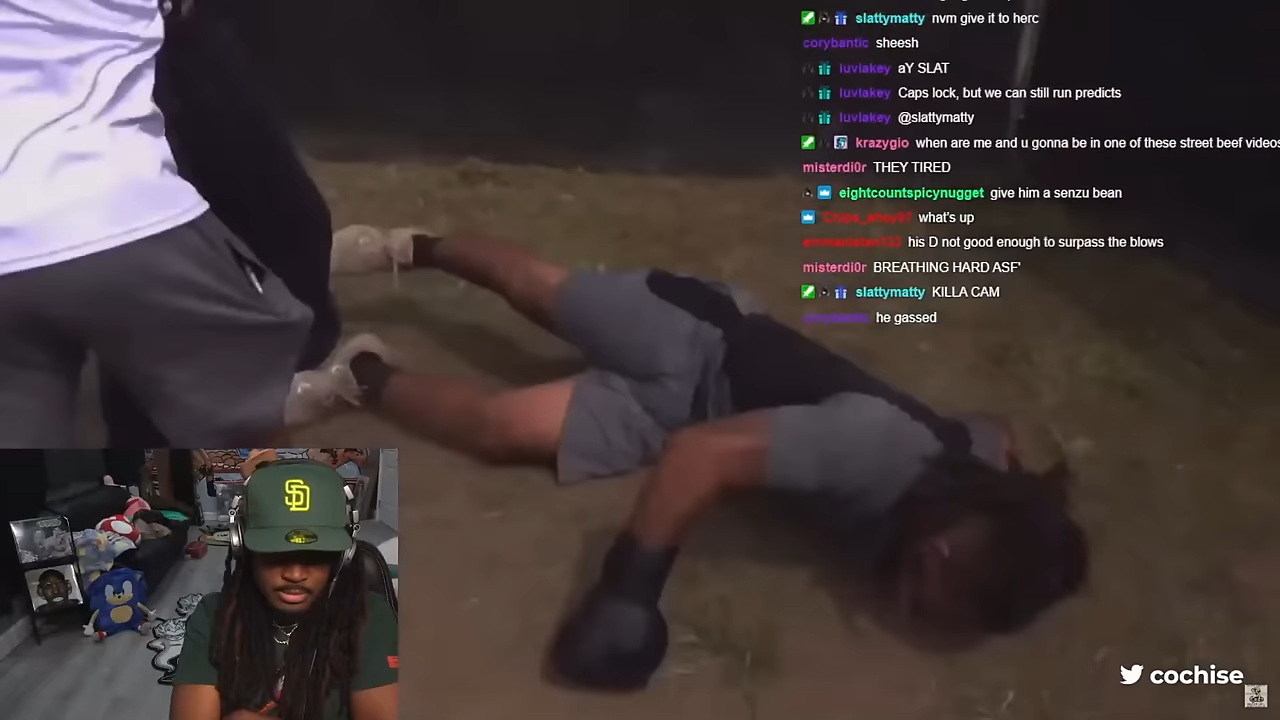 slattymatty nvm give it to herc
corybantic sheesh
luvlakey aY SLAT
luvlakey Caps lock, but we can still run predicts
luvlakey @slattymatty
krazygio when are me and u gonna be in one of these street beef videos
misterdi0r THEY TIRED
eightcountspicynugget give him a senzu bean
what's up
his D not good enough to surpass the blows
misterdi0r BREATHING HARD ASF'
slattymatty KILLA CAM
corybantic he gassed
SD
cochise